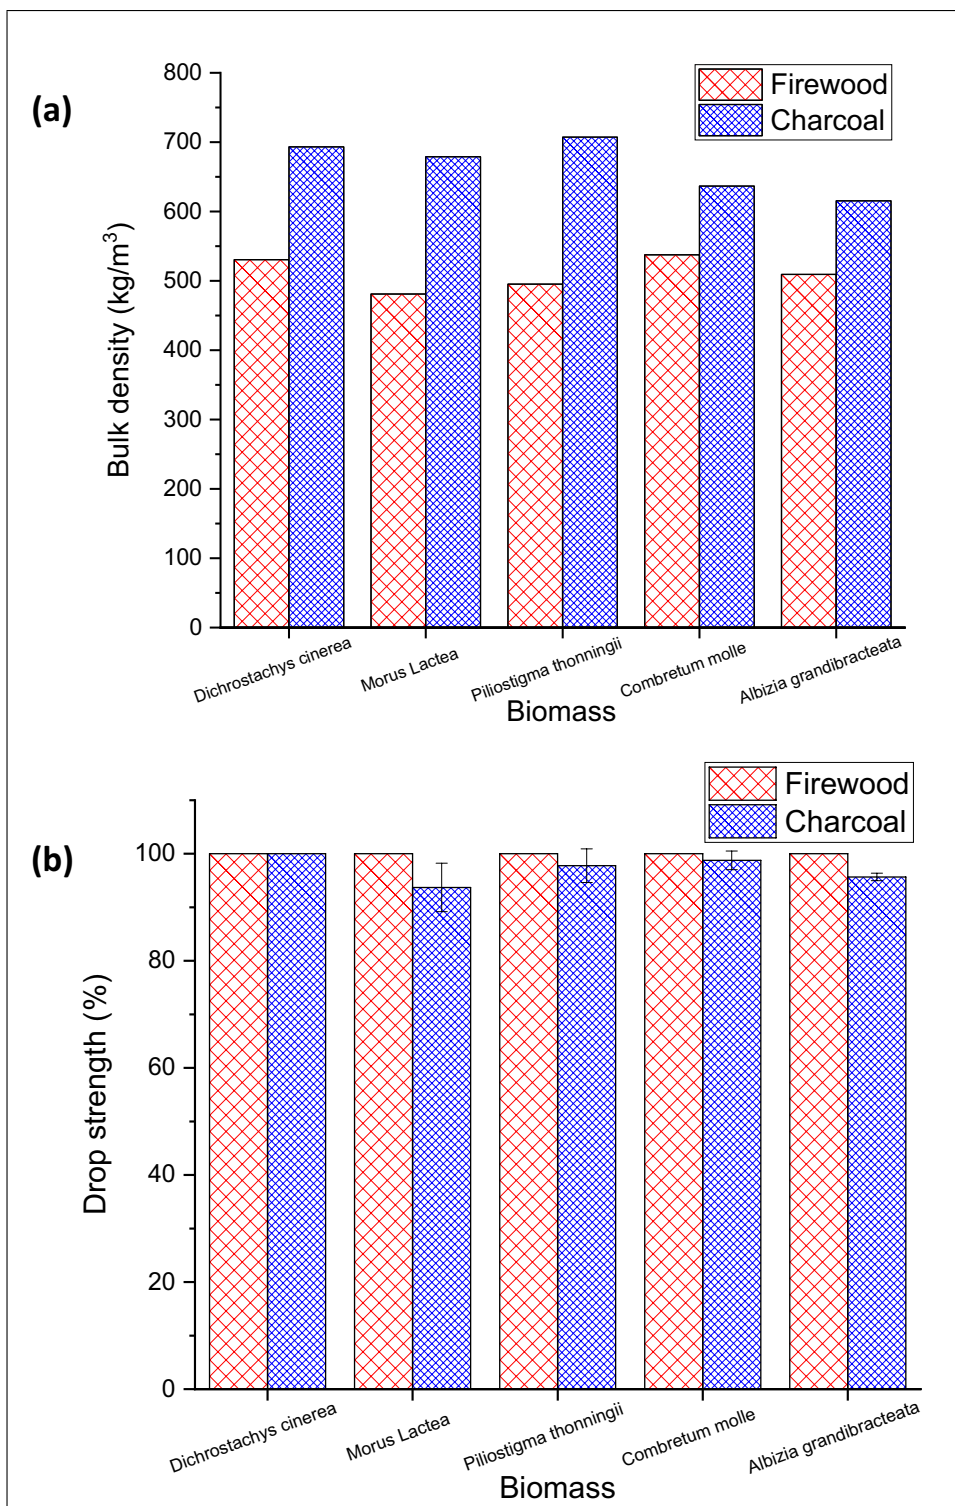 (a)
Firewood
Charcoal
800
700
600
500
400
300
200
100
0
Bulk density (kg/m³)
Dichrostachys cinerea
Morus Lactea
Piliostigma thonningii
Combretum molle
Albizia grandibracteata
Biomass
(b)
Firewood
Charcoal
100
80
60
40
20
0
Drop strength (%)
Dichrostachys cinerea
Morus Lactea
Piliostigma thonningii
Combretum molle
Albizia grandibracteata
Biomass